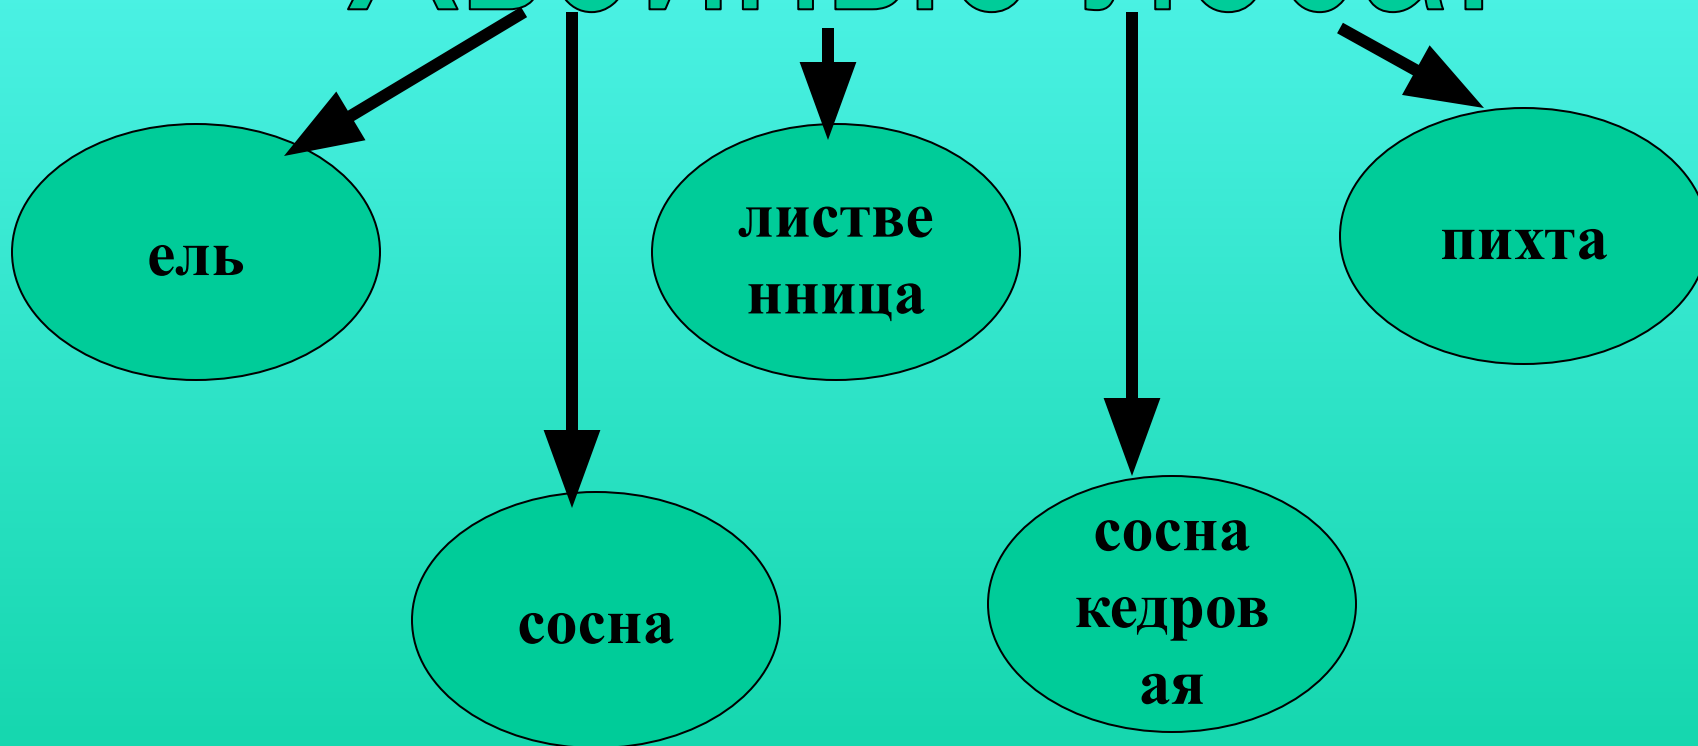 ель
листве
нница
пихта
сосна
сосна
кедров
ая